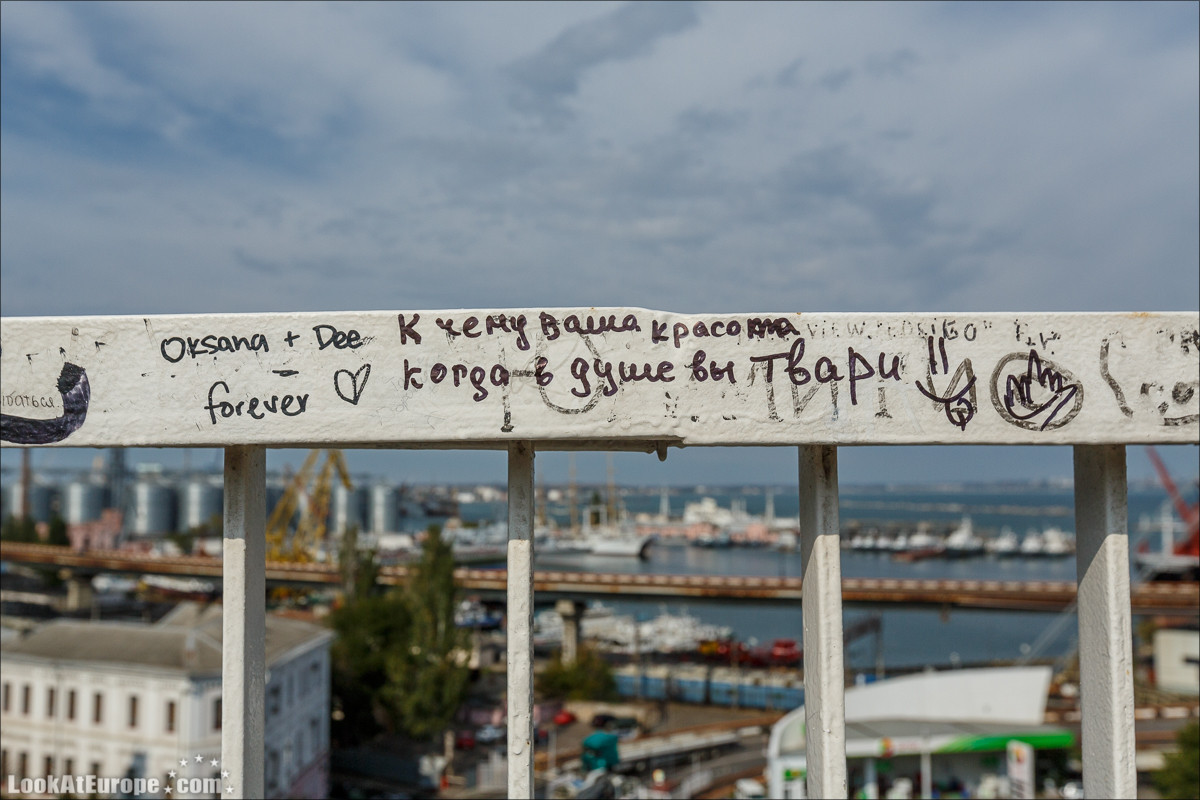 Oksana + Dee
forever
К чему ваша красота
когда в душе вы твари !!
LookAtEurope.com